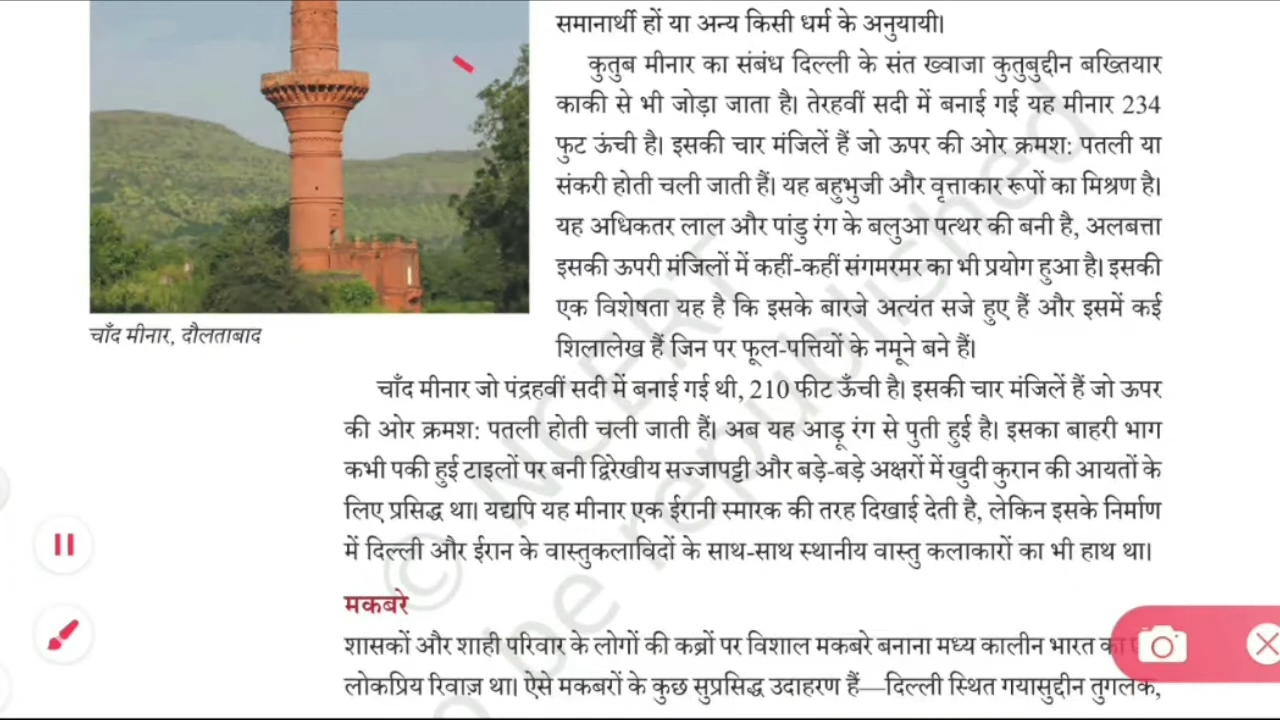 समानार्थी हों या अन्य किसी धर्म के अनुयायी।
कुतुब मीनार का संबंध दिल्ली के संत ख्वाजा कुतुबुद्दीन बख्तियार
काकी से भी जोड़ा जाता है। तेरहवीं सदी में बनाई गई यह मीनार 234
फुट ऊंची है। इसकी चार मंजिलें हैं जो ऊपर की ओर क्रमश: पतली या
संकरी होती चली जाती हैं। यह बहुभुजी और वृत्ताकार रूपों का मिश्रण है।
यह अधिकतर लाल और पांडु रंग के बलुआ पत्थर की बनी है, अलबत्ता
इसकी ऊपरी मंजिलों में कहीं-कहीं संगमरमर का भी प्रयोग हुआ है। इसकी
एक विशेषता यह है कि इसके बारजे अत्यंत सजे हुए हैं और इसमें कई
शिलालेख हैं जिन पर फूल-पत्तियों के नमूने बने हैं।
चाँद मीनार, दौलताबाद
चाँद मीनार जो पंद्रहवीं सदी में बनाई गई थी, 210 फीट ऊँची है। इसकी चार मंजिलें हैं जो ऊपर
की ओर क्रमश: पतली होती चली जाती हैं। अब यह आड़ू रंग से पुती हुई है। इसका बाहरी भाग
कभी पकी हुई टाइलों पर बनी द्विरेखीय सज्जापट्टी और बड़े-बड़े अक्षरों में खुदी कुरान की आयतों के
लिए प्रसिद्ध था। यद्यपि यह मीनार एक ईरानी स्मारक की तरह दिखाई देती है, लेकिन इसके निर्माण
में दिल्ली और ईरान के वास्तुकलाविदों के साथ-साथ स्थानीय वास्तु कलाकारों का भी हाथ था।
मकबरे
शासकों और शाही परिवार के लोगों की कब्रों पर विशाल मकबरे बनाना मध्य कालीन भारत का
लोकप्रिय रिवाज़ था। ऐसे मकबरों के कुछ सुप्रसिद्ध उदाहरण हैं—दिल्ली स्थित गयासुद्दीन तुगलक,
© NCERT
be republished